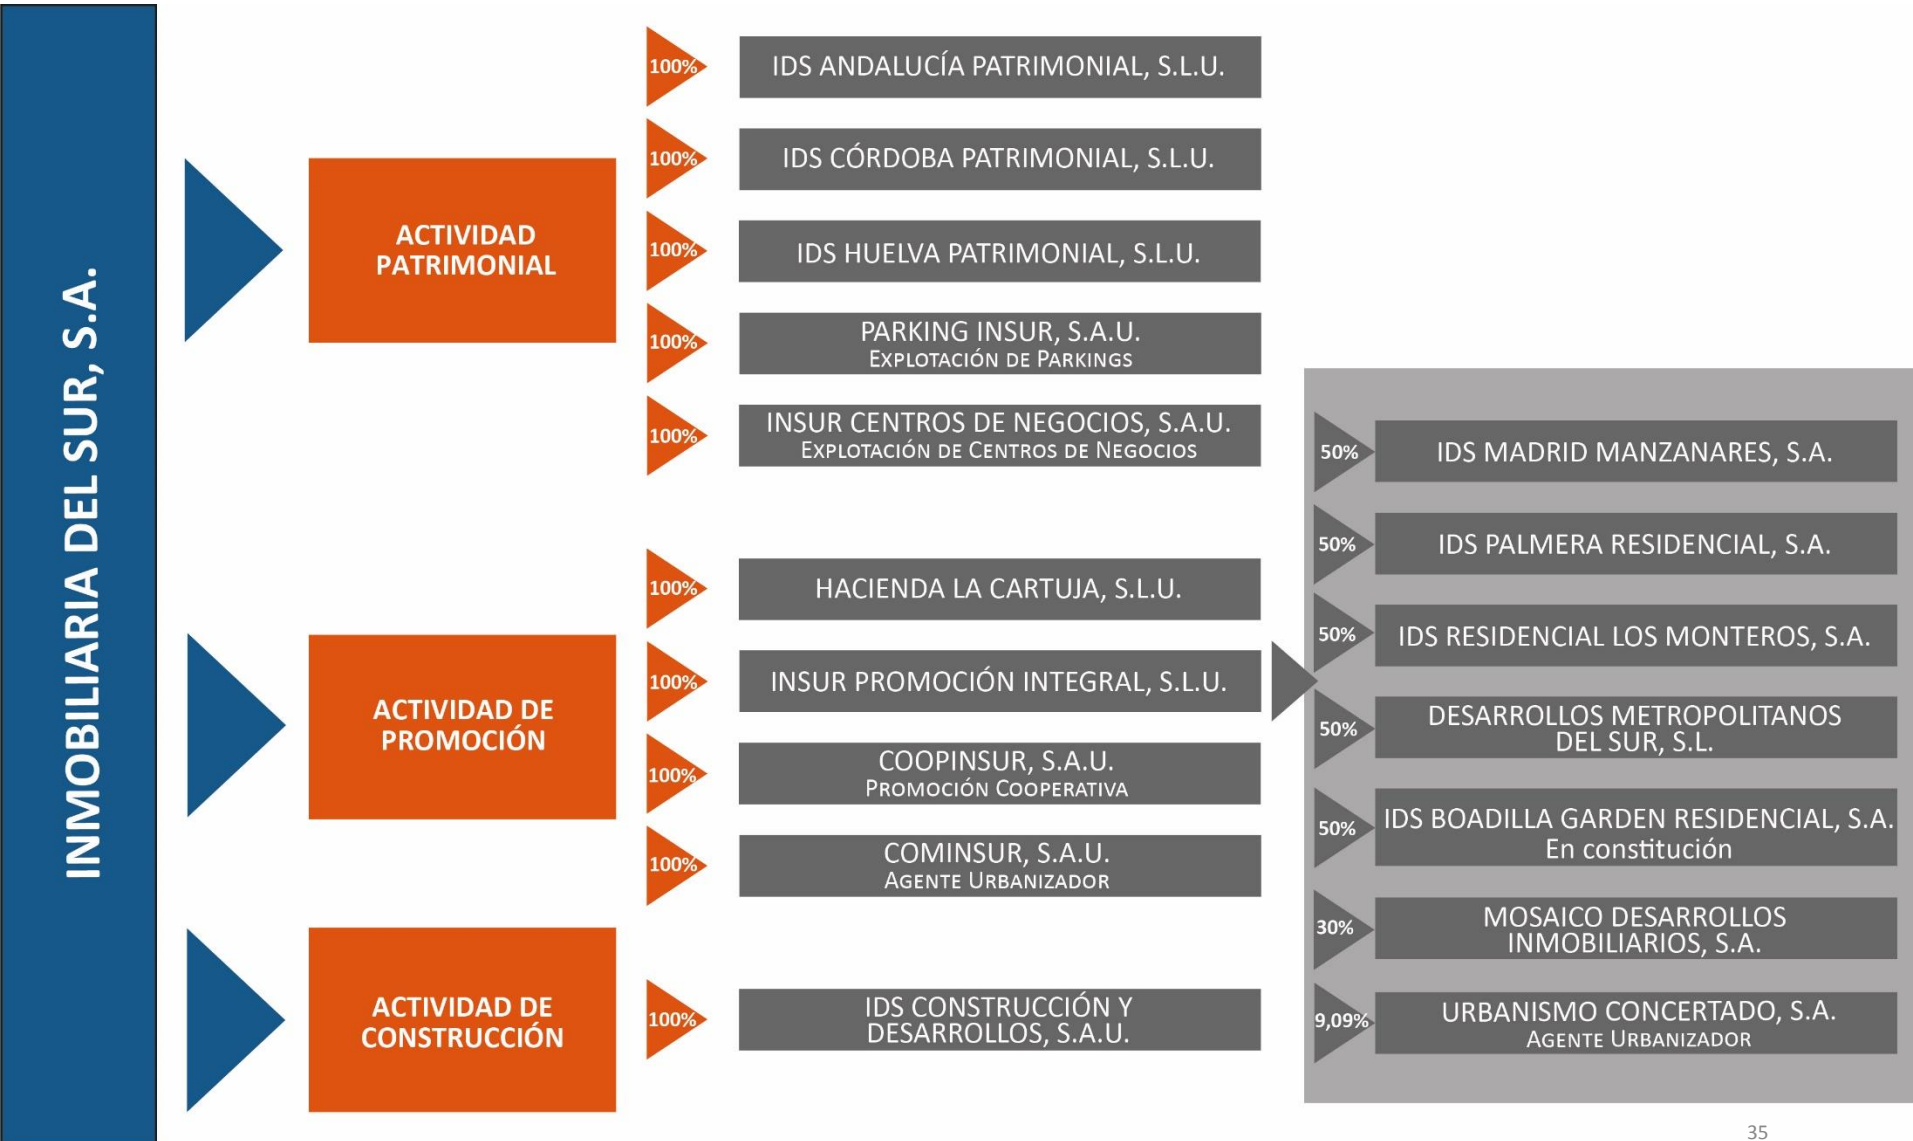 INMOBILIARIA DEL SUR, S.A.
ACTIVIDAD
PATRIMONIAL
100%
IDS ANDALUCÍA PATRIMONIAL, S.L.U.
100%
IDS CÓRDOBA PATRIMONIAL, S.L.U.
100%
IDS HUELVA PATRIMONIAL, S.L.U.
100%
PARKING INSUR, S.A.U.
EXPLOTACIÓN DE PARKINGS
100%
INSUR CENTROS DE NEGOCIOS, S.A.U.
EXPLOTACIÓN DE CENTROS DE NEGOCIOS
ACTIVIDAD DE
PROMOCIÓN
100%
HACIENDA LA CARTUJA, S.L.U.
100%
INSUR PROMOCIÓN INTEGRAL, S.L.U.
100%
COOPINSUR, S.A.U.
PROMOCIÓN COOPERATIVA
100%
COMINSUR, S.A.U.
AGENTE URBANIZADOR
ACTIVIDAD DE
CONSTRUCCIÓN
100%
IDS CONSTRUCCIÓN Y
DESARROLLOS, S.A.U.
50%
IDS MADRID MANZANARES, S.A.
50%
IDS PALMERA RESIDENCIAL, S.A.
50%
IDS RESIDENCIAL LOS MONTEROS, S.A.
50%
DESARROLLOS METROPOLITANOS
DEL SUR, S.L.
50%
IDS BOADILLA GARDEN RESIDENCIAL, S.A.
En constitución
30%
MOSAICO DESARROLLOS
INMOBILIARIOS, S.A.
9,09%
URBANISMO CONCERTADO, S.A.
AGENTE URBANIZADOR
35